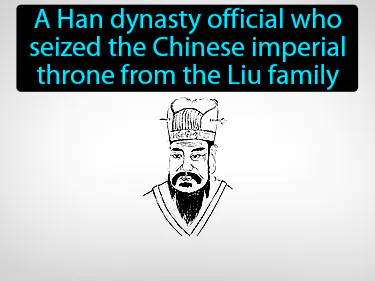 A Han dynasty official who
seized the Chinese imperial
throne from the Liu family